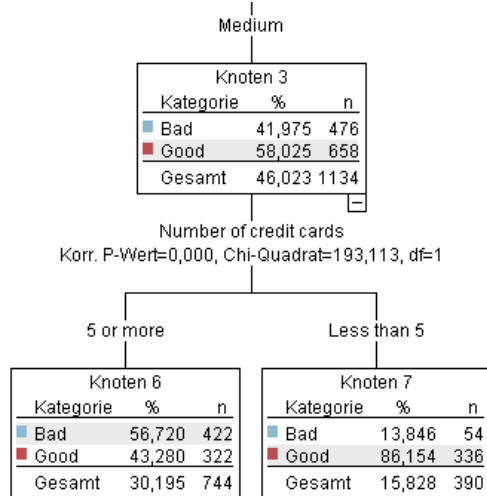 Medium
Knoten 3
Kategorie % n
Bad 41,975 476
Good 58,025 658
Gesamt 46,023 1134
Number of credit cards
Korr. P-Wert=0,000, Chi-Quadrat=193,113, df=1
5 or more
Less than 5
Knoten 6
Kategorie % n
Bad 56,720 422
Good 43,280 322
Gesamt 30,195 744
Knoten 7
Kategorie % n
Bad 13,846 54
Good 86,154 336
Gesamt 15,828 390